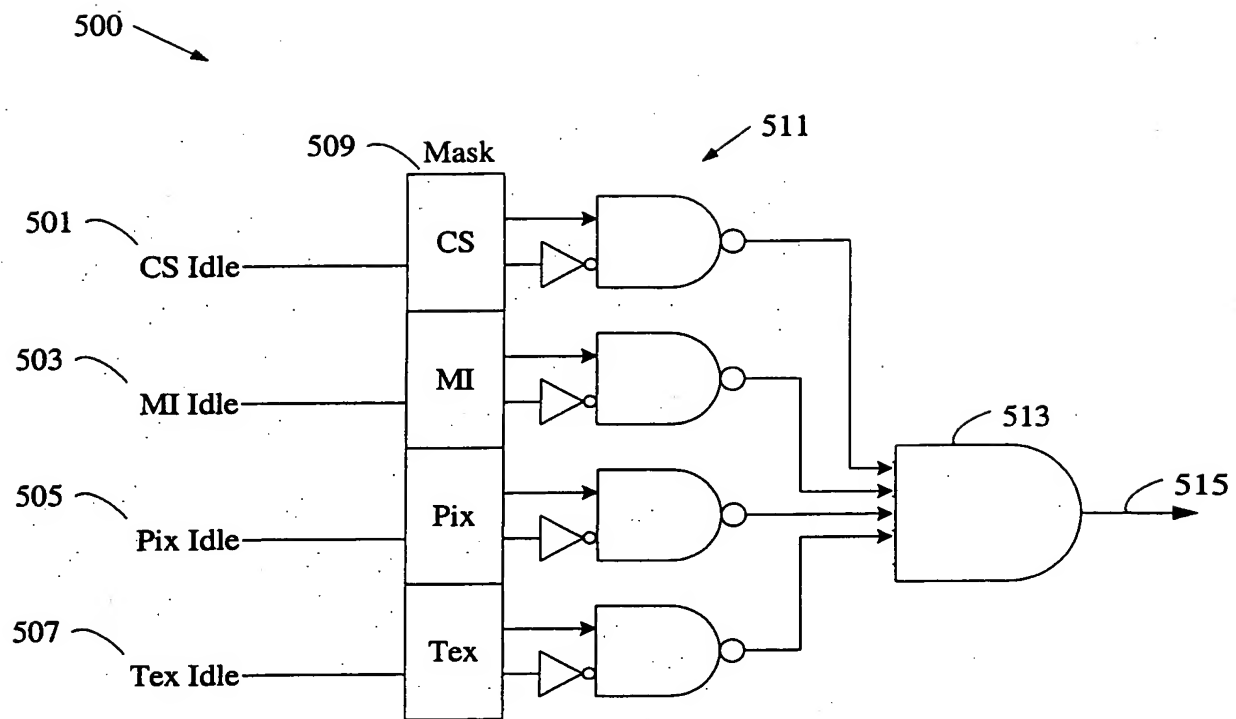 500
511
509 Mask
501
CS Idle
CS
503
MI Idle
MI
513
505
Pix Idle
Pix
515
507
Tex Idle
Tex